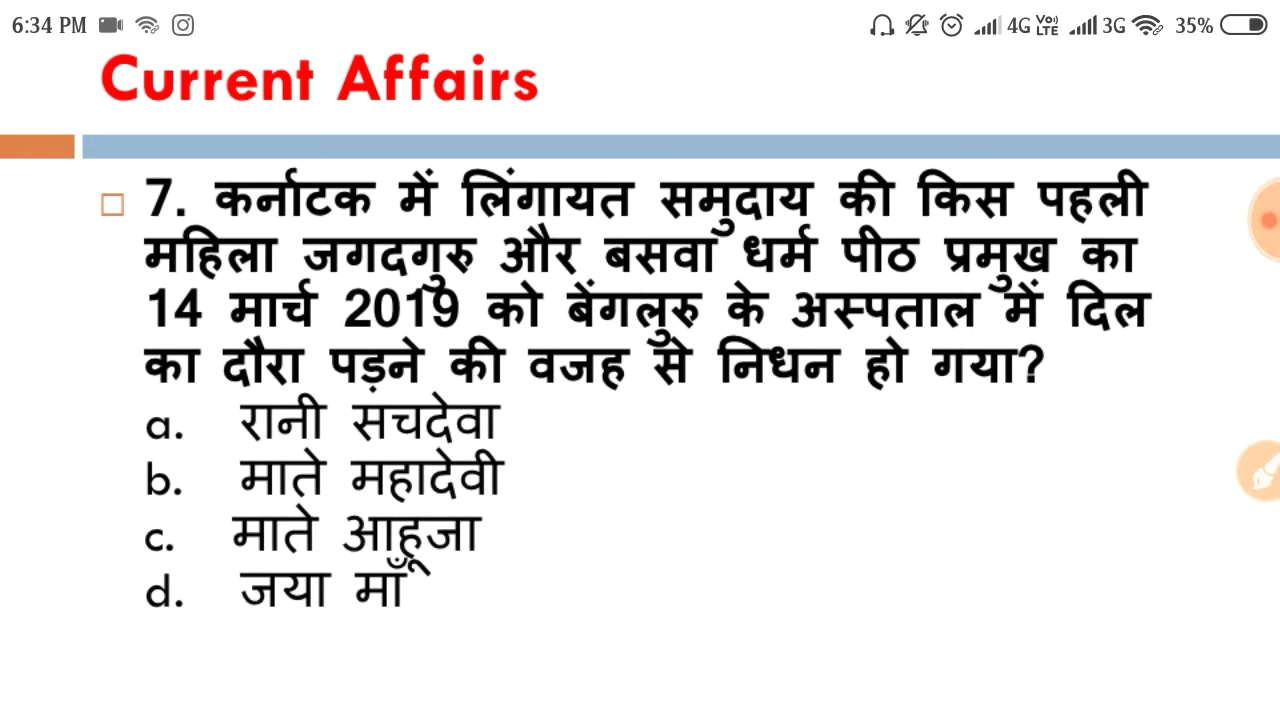 6:34 PM 4G VoLTE 3G 35%
Current Affairs
7. कर्नाटक में लिंगायत समुदाय की किस पहली
महिला जगदगुरु और बसवा धर्म पीठ प्रमुख का
14 मार्च 2019 को बेंगलुरु के अस्पताल में दिल
का दौरा पड़ने की वजह से निधन हो गया?
a. रानी सचदेवा
b. माते महादेवी
c. माते आहूजा
d. जया माँ